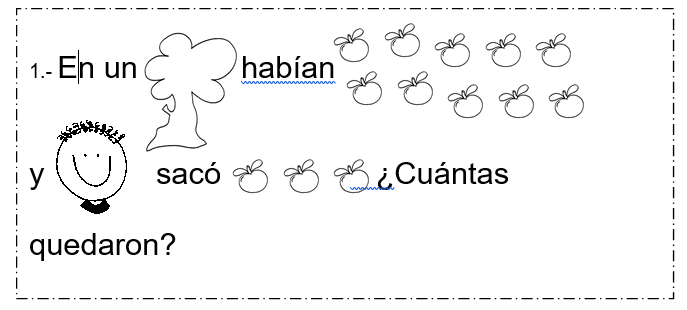 1.- En un habían
y sacó ¿Cuántas
quedaron?